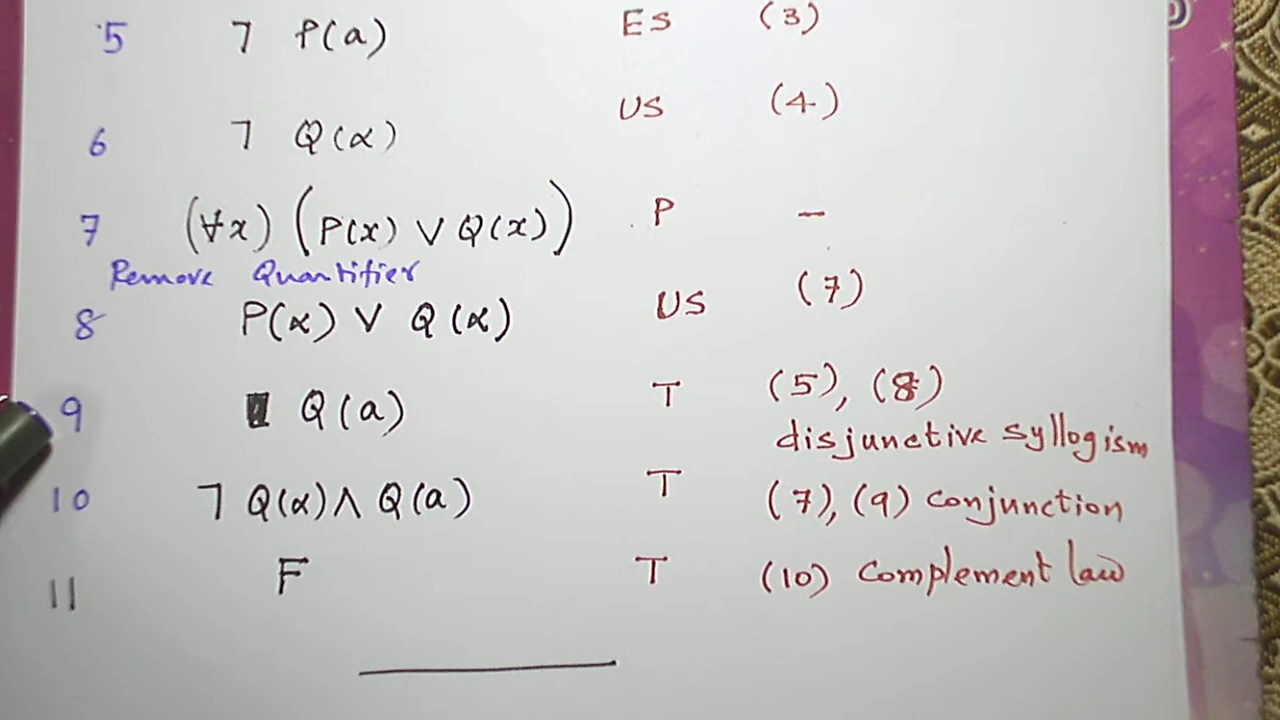 5 ㄱ P(a) ES (3)
6 ㄱ Q(α) US (4)
7 (∀x) (P(x) ∨ Q(x)) P —
Remove Quantifier
8 P(α) ∨ Q(α) US (7)
9 Q(a) T (5), (8)
disjunctive syllogism
10 ㄱ Q(α) ∧ Q(a) T (7), (9) conjunction
11 F T (10) Complement law